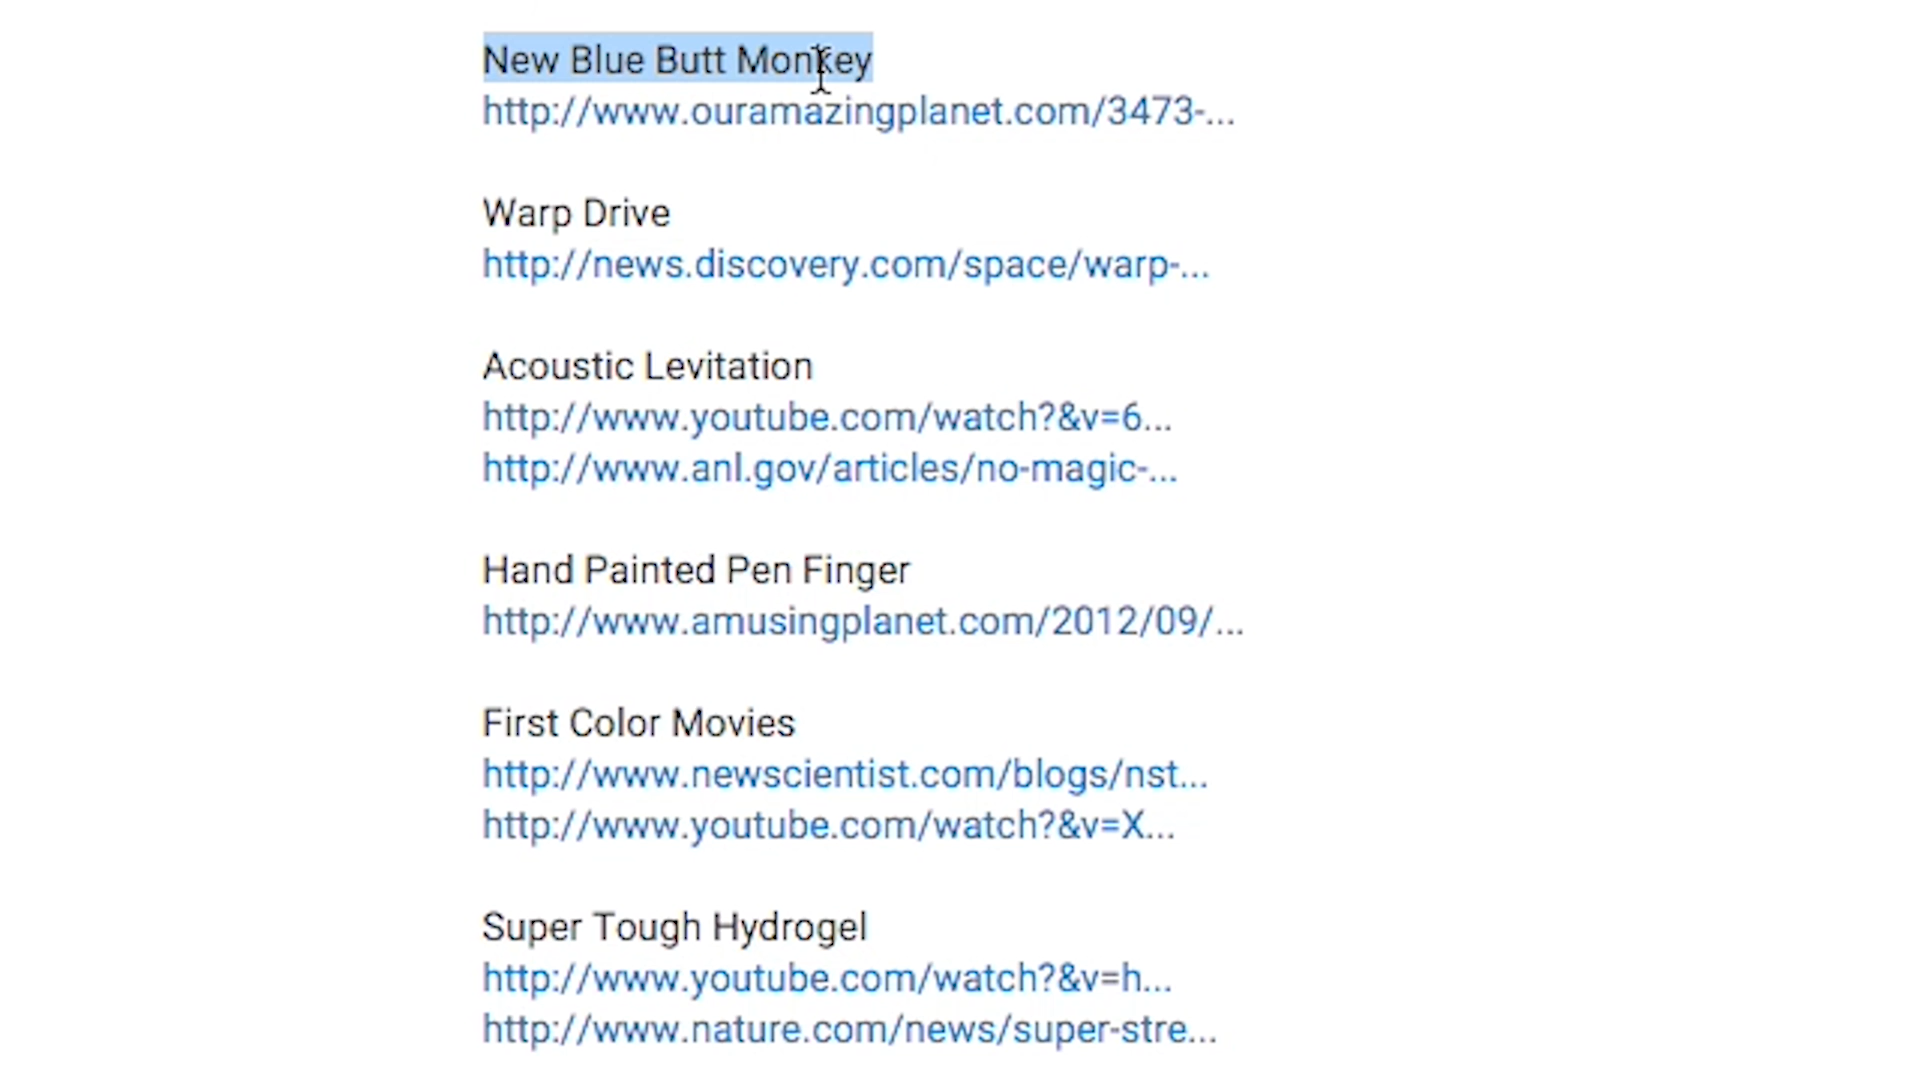 New Blue Butt Monkey
http://www.ouramazingplanet.com/3473-...
Warp Drive
http://news.discovery.com/space/warp-...
Acoustic Levitation
http://www.youtube.com/watch?&v=6...
http://www.anl.gov/articles/no-magic-...
Hand Painted Pen Finger
http://www.amusingplanet.com/2012/09/...
First Color Movies
http://www.newscientist.com/blogs/nst...
http://www.youtube.com/watch?&v=X...
Super Tough Hydrogel
http://www.youtube.com/watch?&v=h...
http://www.nature.com/news/super-stre...